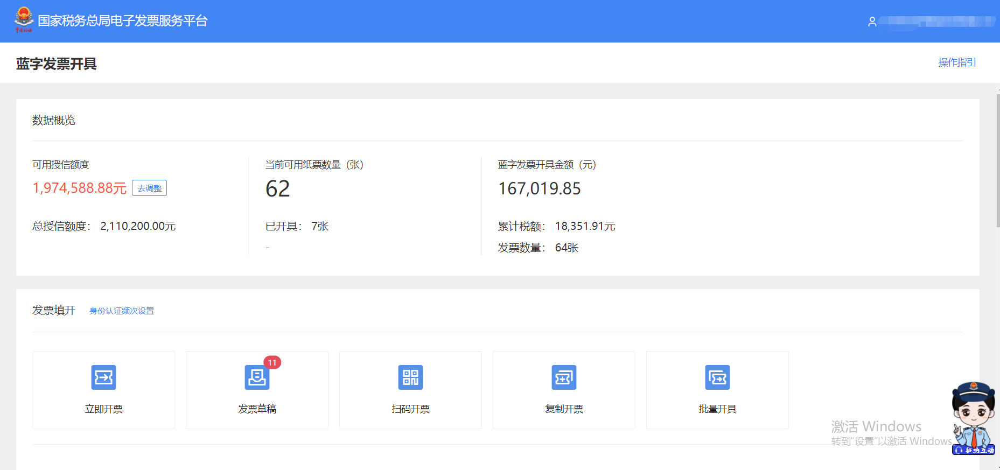 国家税务总局电子发票服务平台
蓝字发票开具
操作指引
数据概览
可用授信额度
1,974,588.88元 去调整
总授信额度： 2,110,200.00元
当前可用纸票数量（张）
62
已开具： 7张
-
蓝字发票开具金额（元）
167,019.85
累计税额： 18,351.91元
发票数量： 64张
发票填开 身份认证频次设置
立即开票
11
发票草稿
扫码开票
复制开票
批量开具
激活 Windows
转到"设置"以激活 Windows。
征纳互动